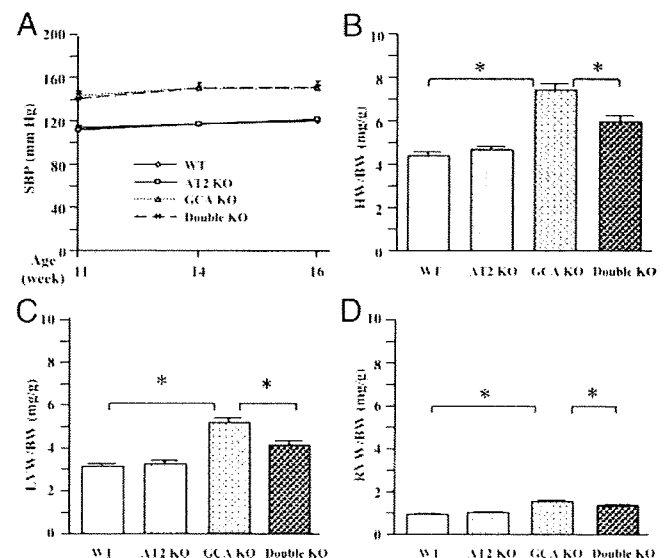 A
SBP (mm Hg)
200
160
120
80
40
0
WT
AT2 KO
GCA KO
Double KO
Age
(week)
11
14
16
B
HW/BW (mg/g)
10
8
6
4
2
0
*
*
WT
AT2 KO
GCA KO
Double KO
C
LVW/BW (mg/g)
10
8
6
4
2
0
*
*
WT
AT2 KO
GCA KO
Double KO
D
RVW/BW (mg/g)
10
8
6
4
2
0
*
*
WT
AT2 KO
GCA KO
Double KO